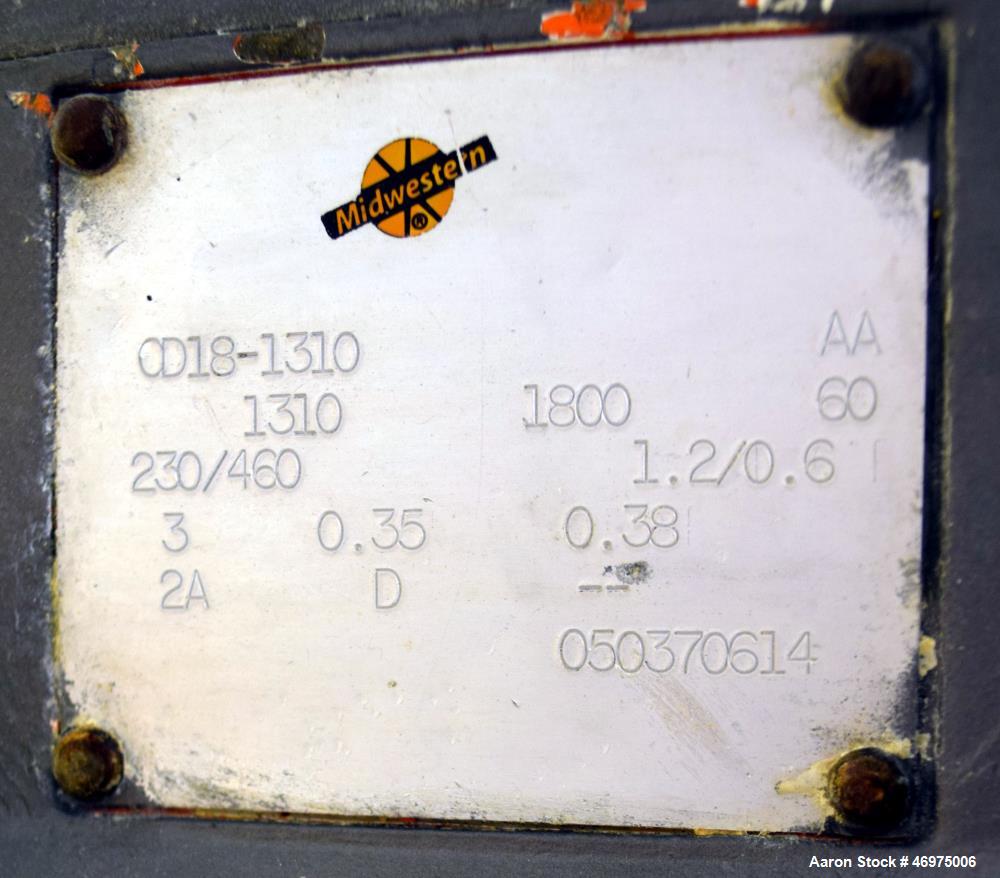 Midwestern
®
OD18-1310 AA
1310 1800 60
230/460 1.2/0.6
3 0.35 0.38
2A D --
050370614
Aaron Stock # 46975006